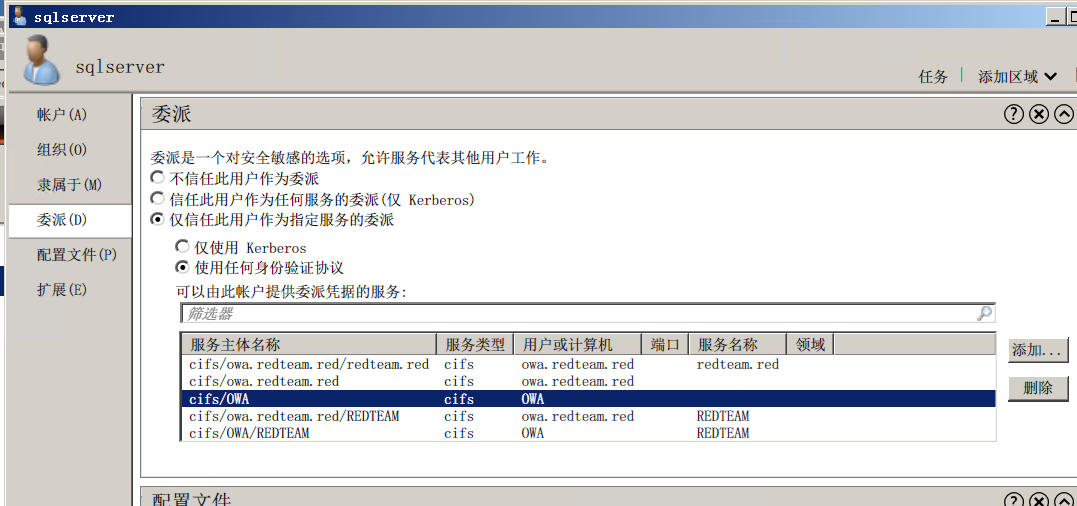 sqlserver
sqlserver
任务 添加区域
帐户(A)
组织(O)
隶属于(M)
委派(D)
配置文件(P)
扩展(E)
委派
委派是一个对安全敏感的选项，允许服务代表其他用户工作。
不信任此用户作为委派
信任此用户作为任何服务的委派(仅 Kerberos)
仅信任此用户作为指定服务的委派
仅使用 Kerberos
使用任何身份验证协议
可以由此帐户提供委派凭据的服务:
筛选器
服务主体名称 服务类型 用户或计算机 端口 服务名称 领域
cifs/owa.redteam.red/redteam.red cifs owa.redteam.red redteam.red
cifs/owa.redteam.red cifs owa.redteam.red
cifs/OWA cifs OWA
cifs/owa.redteam.red/REDTEAM cifs owa.redteam.red REDTEAM
cifs/OWA/REDTEAM cifs OWA REDTEAM
添加...
删除
配置文件